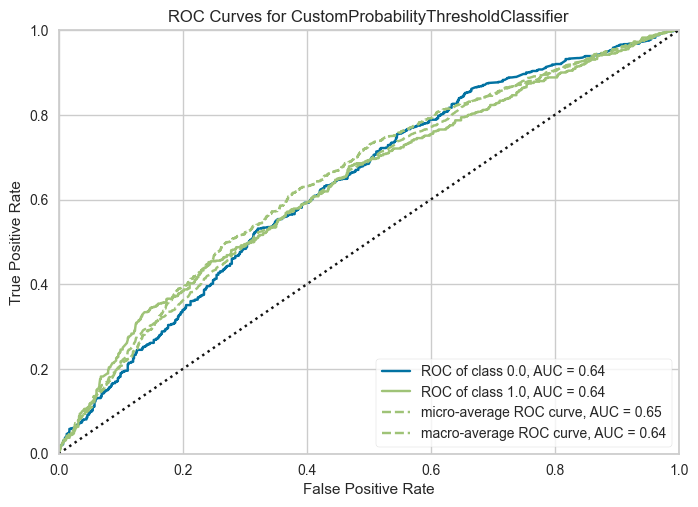 ROC Curves for CustomProbabilityThresholdClassifier
True Positive Rate
1.0
0.8
0.6
0.4
0.2
0.0
ROC of class 0.0, AUC = 0.64
ROC of class 1.0, AUC = 0.64
micro-average ROC curve, AUC = 0.65
macro-average ROC curve, AUC = 0.64
0.0 0.2 0.4 0.6 0.8 1.0
False Positive Rate